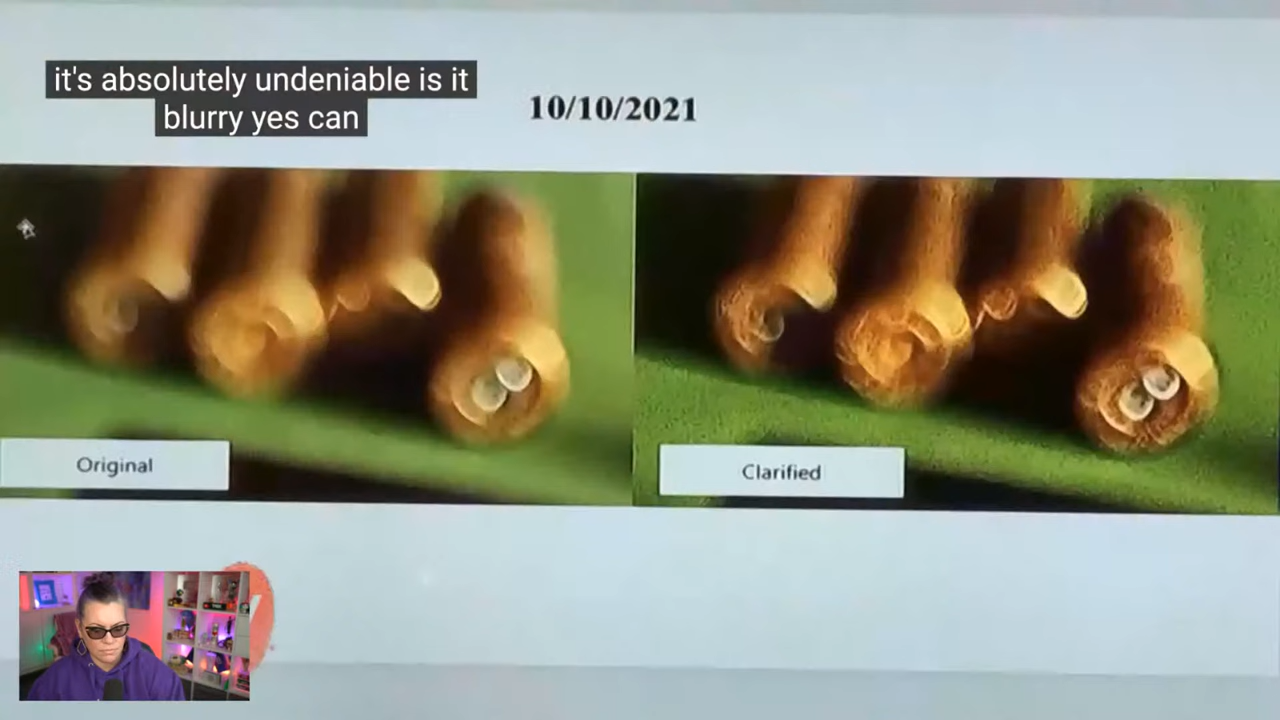 it's absolutely undeniable is it
blurry yes can
10/10/2021
Original
Clarified